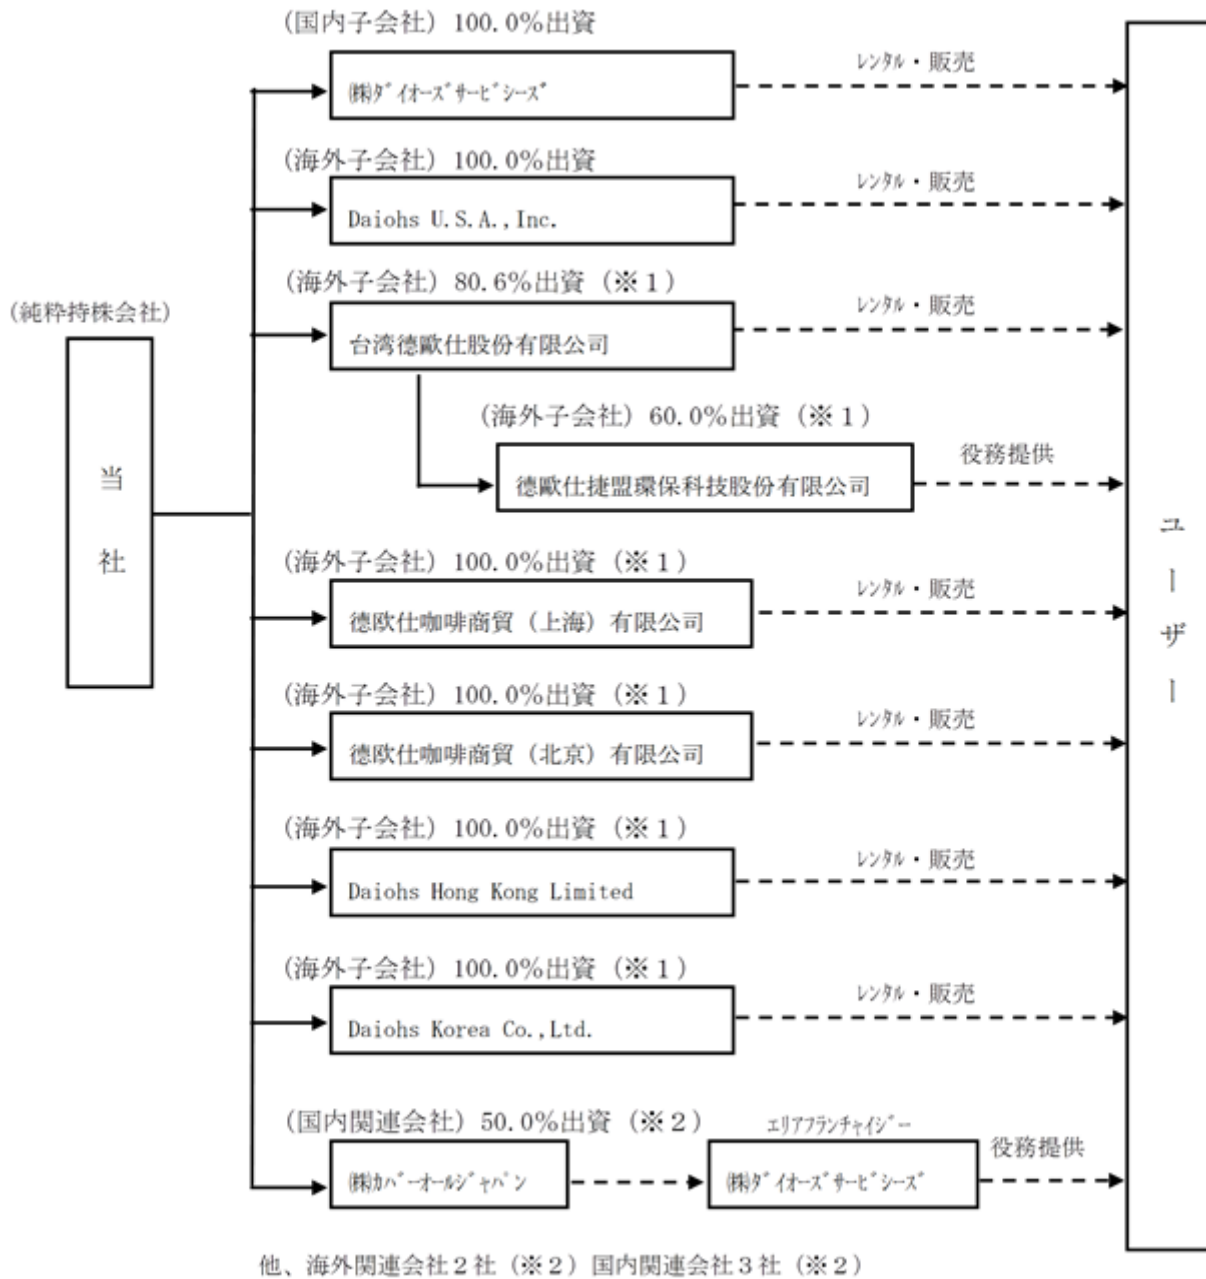 (国内子会社) 100.0%出資
㈱ﾀﾞｲｵｰｽﾞｻｰﾋﾞｼｰｽﾞ
ﾚﾝﾀﾙ・販売
(海外子会社) 100.0%出資
Daiohs U.S.A.,Inc.
ﾚﾝﾀﾙ・販売
(海外子会社) 80.6%出資 (※1)
台湾德歐仕股份有限公司
ﾚﾝﾀﾙ・販売
(純粋持株会社)
当社
(海外子会社) 60.0%出資 (※1)
德歐仕捷盟環保科技股份有限公司
役務提供
ユーザー
(海外子会社) 100.0%出資 (※1)
德欧仕咖啡商貿（上海）有限公司
ﾚﾝﾀﾙ・販売
(海外子会社) 100.0%出資 (※1)
德欧仕咖啡商貿（北京）有限公司
ﾚﾝﾀﾙ・販売
(海外子会社) 100.0%出資 (※1)
Daiohs Hong Kong Limited
ﾚﾝﾀﾙ・販売
(海外子会社) 100.0%出資 (※1)
Daiohs Korea Co.,Ltd.
ﾚﾝﾀﾙ・販売
(国内関連会社) 50.0%出資 (※2)
㈱ｶﾊﾞｰｵｰﾙｼﾞｬﾊﾟﾝ
ｴﾘｱﾌﾗﾝﾁｬｲｼﾞｰ
㈱ﾀﾞｲｵｰｽﾞｻｰﾋﾞｼｰｽﾞ
役務提供
他、海外関連会社2社 (※2) 国内関連会社3社 (※2)